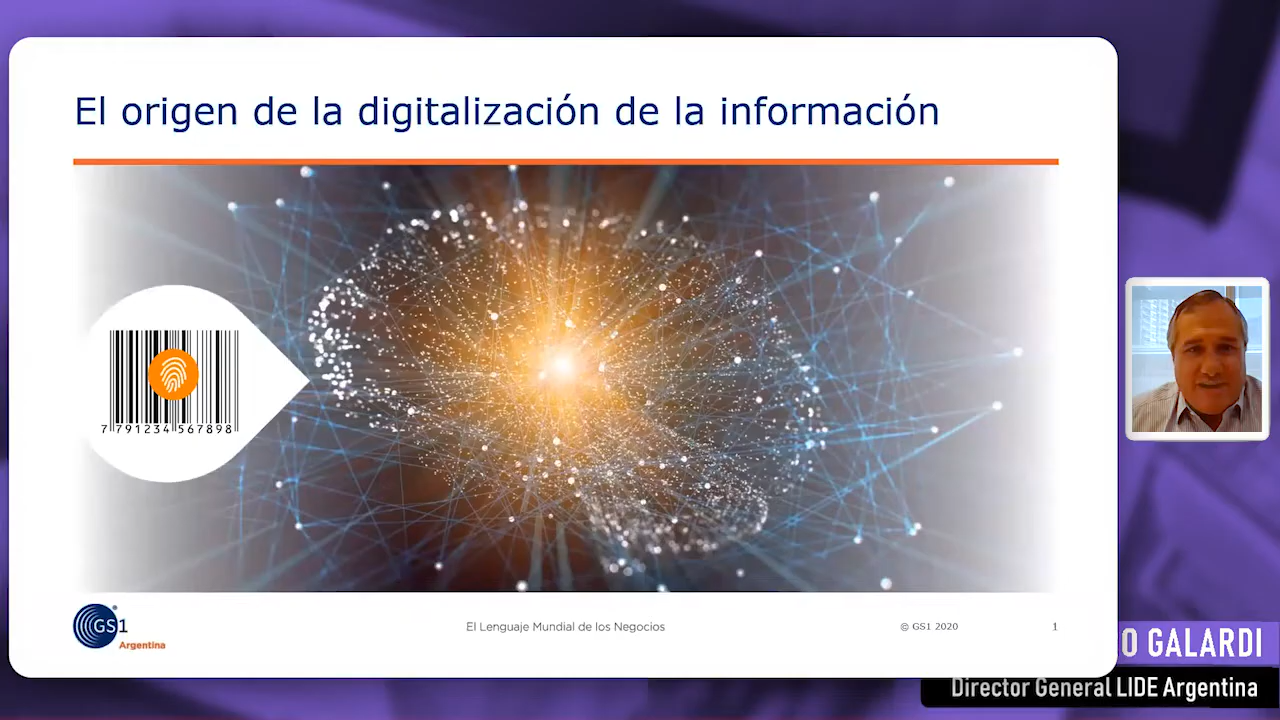 El origen de la digitalización de la información
7 791234 567898
GS1
Argentina
El Lenguaje Mundial de los Negocios
© GS1 2020
1
GALARDI
Director General LIDE Argentina